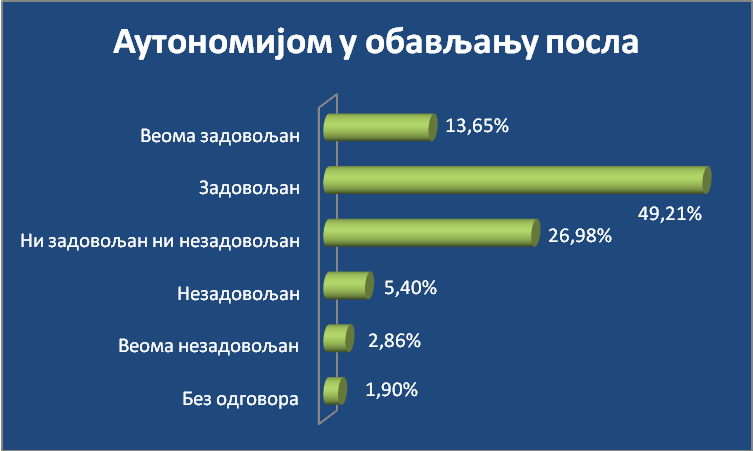 Аутономијом у обављању посла
Веома задовољан
13,65%
Задовољан
49,21%
Ни задовољан ни незадовољан
26,98%
Незадовољан
5,40%
Веома незадовољан
2,86%
Без одговора
1,90%